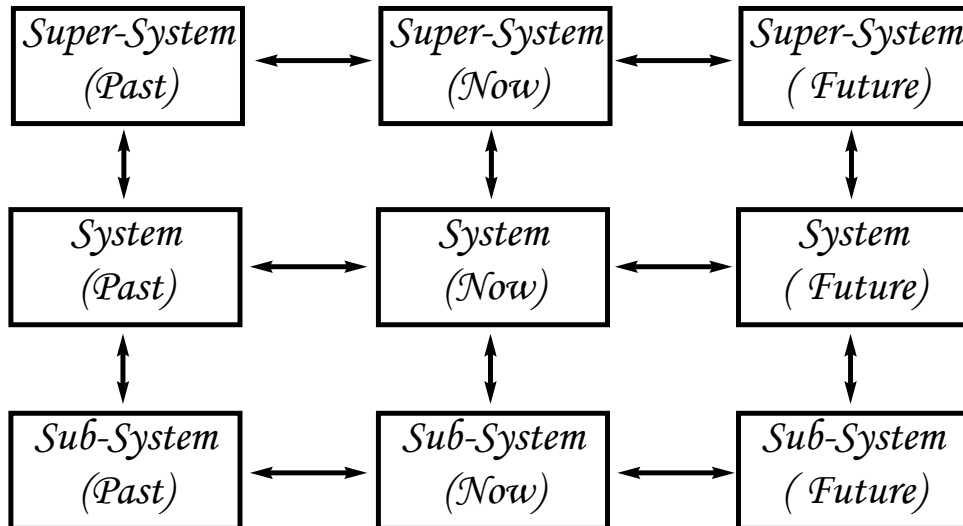 Super-System
(Past)
Super-System
(Now)
Super-System
( Future)
System
(Past)
System
(Now)
System
( Future)
Sub-System
(Past)
Sub-System
(Now)
Sub-System
( Future)